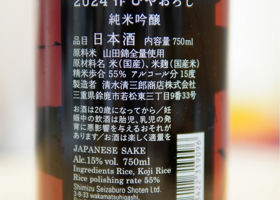 2024 作 ひやおろし
純米吟醸
品目 日本酒 内容量 750ml
原料米 山田錦全量使用
原材料名 米(国産)、米麹(国産米)
精米歩合 55% アルコール分 15度
製造者 清水清三郎商店株式会社
三重県鈴鹿市若松東三丁目9番33号
お酒は20歳になってから/妊
娠中の飲酒は胎児、乳児の発
育に悪影響を与えるおそれが
あります/お酒は楽しく適量を
JAPANESE SAKE
Alc.15% vol. 750ml
Ingredients Rice, Koji Rice
Rice polishing rate 55%
Shimizu Seizaburo Shoten Ltd.
3-9-33 wakamatsuhigashi,